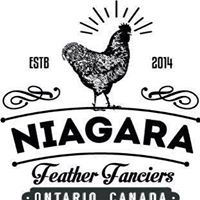 ESTB 2014
NIAGARA
Feather Fanciers
• ONTARIO, CANADA •